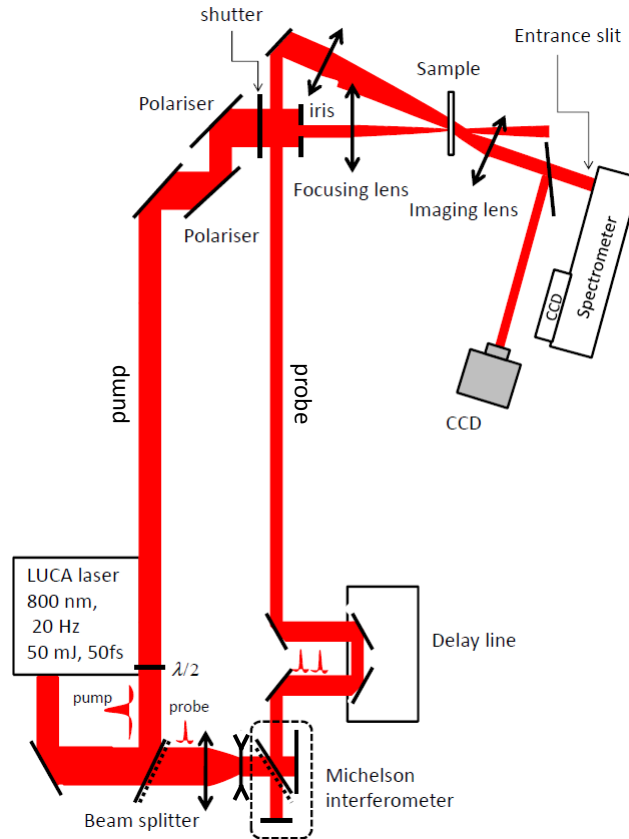 shutter
Entrance slit
Sample
Polariser
iris
Focusing lens
Imaging lens
Polariser
Spectrometer
CCD
pump
probe
CCD
LUCA laser
800 nm,
20 Hz
50 mJ, 50fs
λ/2
Delay line
pump
probe
Michelson
interferometer
Beam splitter